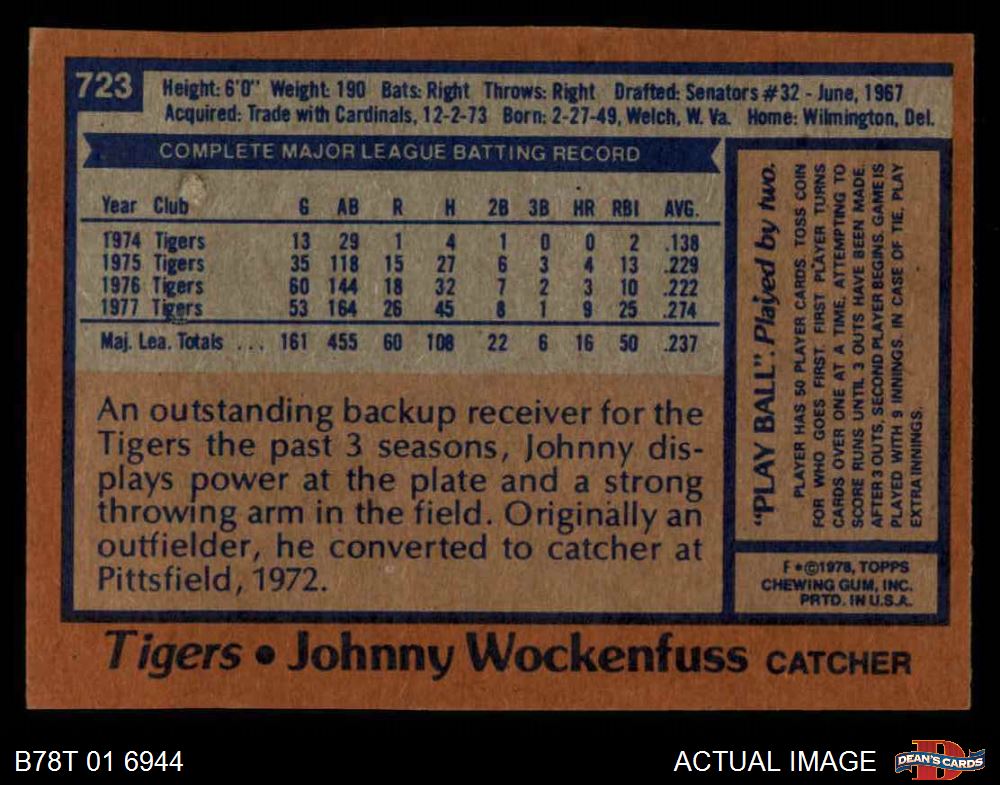 723
Height: 6'0" Weight: 190 Bats: Right Throws: Right Drafted: Senators #32 - June, 1967
Acquired: Trade with Cardinals, 12-2-73 Born: 2-27-49, Welch, W. Va. Home: Wilmington, Del.
COMPLETE MAJOR LEAGUE BATTING RECORD
Year Club G AB R H 2B 3B HR RBI AVG.
1974 Tigers 13 29 1 4 1 0 0 2 .138
1975 Tigers 35 118 15 27 6 3 4 13 .229
1976 Tigers 60 144 18 32 7 2 3 10 .222
1977 Tigers 53 164 26 45 8 1 9 25 .274
Maj. Lea. Totals ... 161 455 60 108 22 6 16 50 .237
An outstanding backup receiver for the
Tigers the past 3 seasons, Johnny dis-
plays power at the plate and a strong
throwing arm in the field. Originally an
outfielder, he converted to catcher at
Pittsfield, 1972.
"PLAY BALL". Played by two.
PLAYER HAS 50 PLAYER CARDS. TOSS COIN
FOR WHO GOES FIRST. FIRST PLAYER TURNS
CARDS OVER ONE AT A TIME, ATTEMPTING TO
SCORE RUNS UNTIL 3 OUTS HAVE BEEN MADE.
AFTER 3 OUTS, SECOND PLAYER BEGINS. GAME IS
PLAYED WITH 9 INNINGS. IN CASE OF TIE, PLAY
EXTRA INNINGS.
F*©1978, TOPPS
CHEWING GUM, INC.
PRTD. IN U.S.A.
Tigers • Johnny Wockenfuss CATCHER
B78T 01 6944
ACTUAL IMAGE
D
DEAN'S CARDS